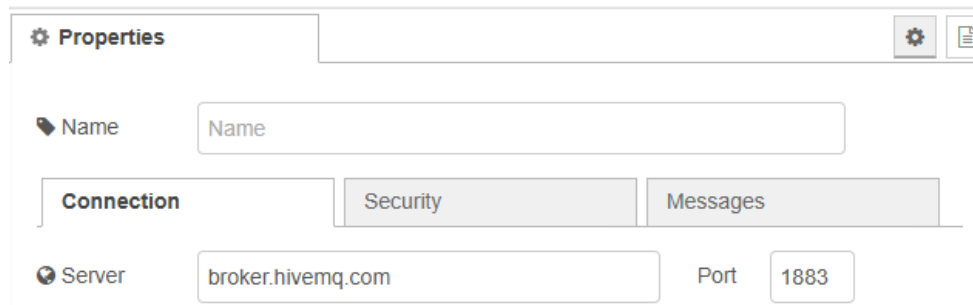 Properties
Name Name
Connection Security Messages
Server broker.hivemq.com Port 1883